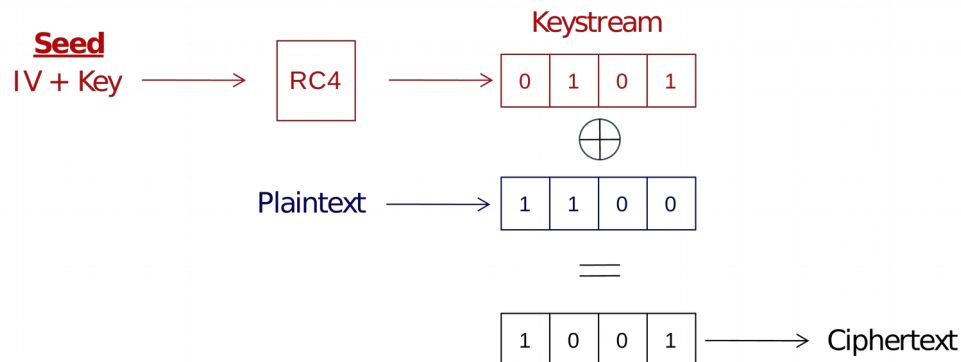 Keystream
Seed
IV + Key
RC4
0 1 0 1
Plaintext
1 1 0 0
1 0 0 1
Ciphertext